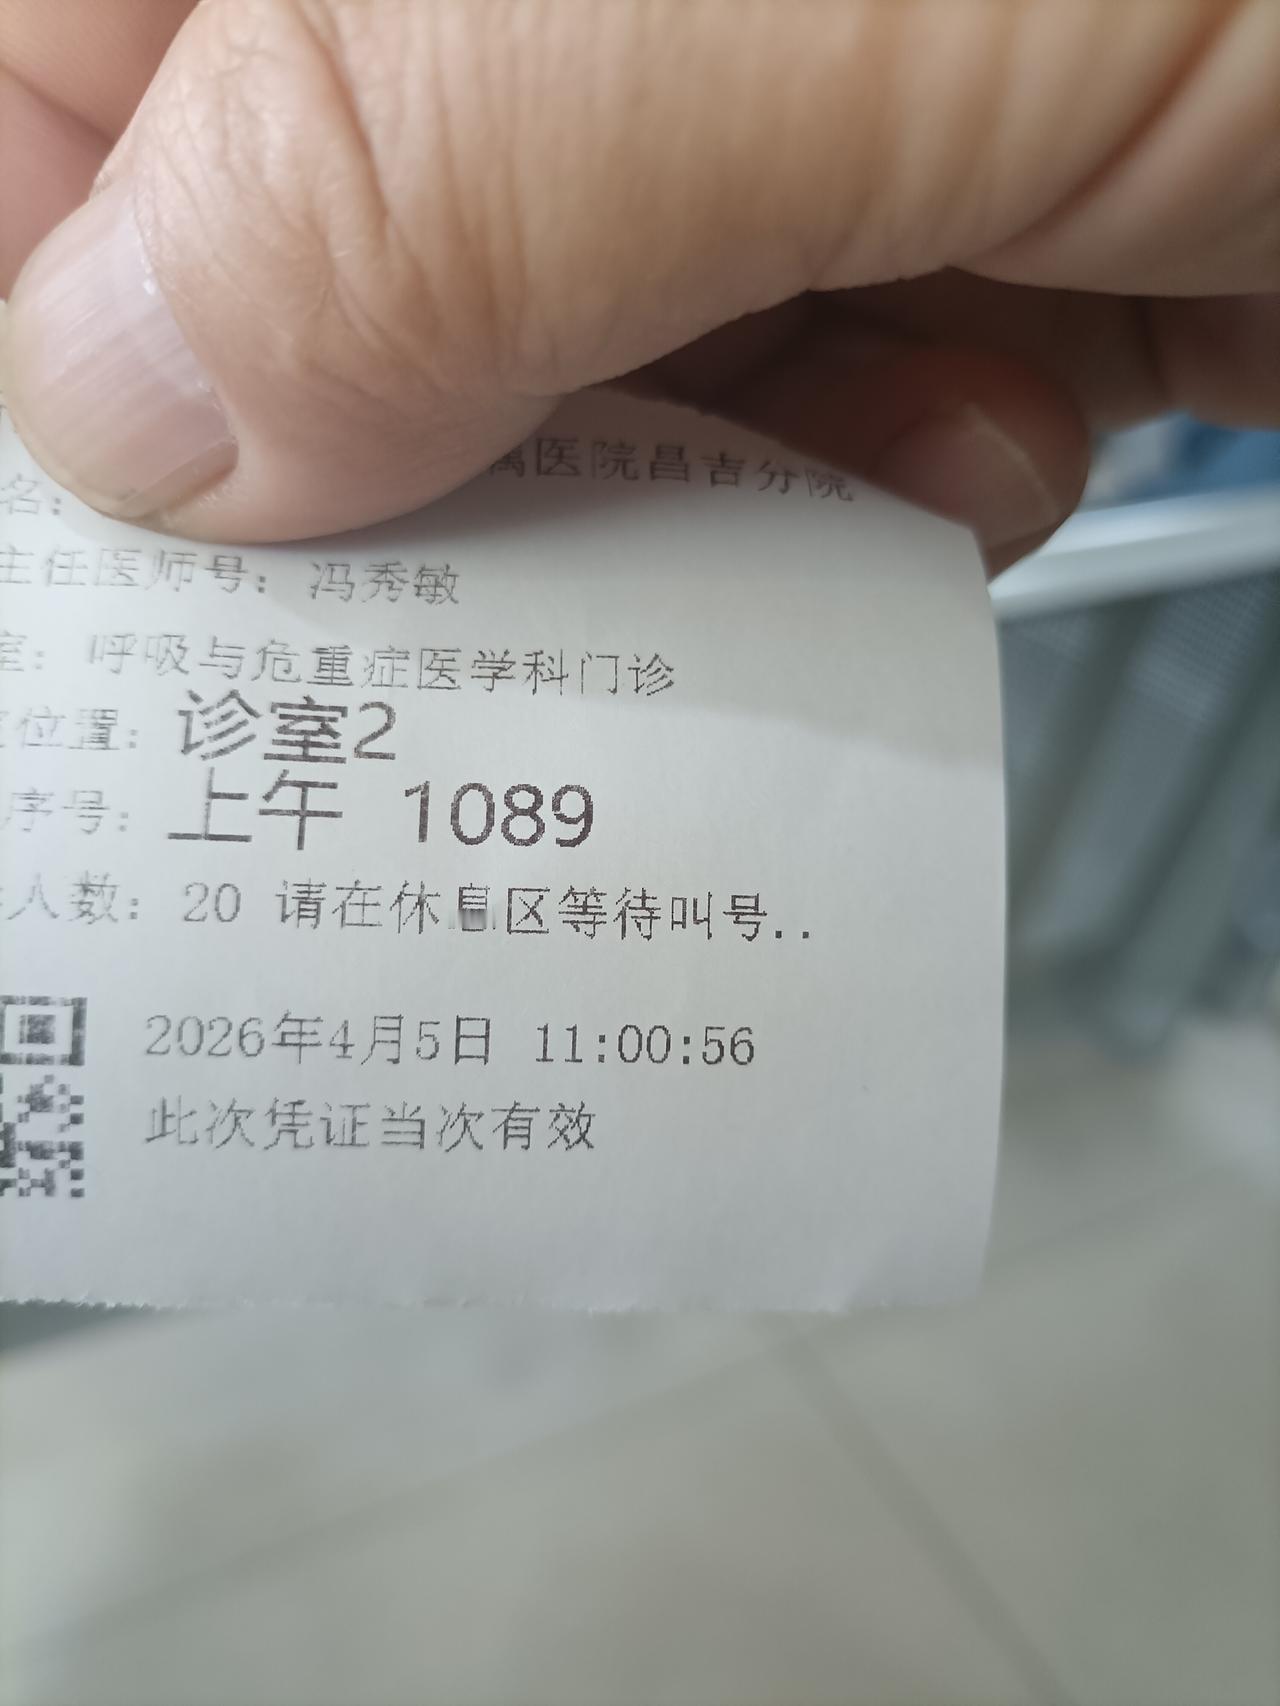 属医院昌吉分院
名:
主任医师号: 冯秀敏
室: 呼吸与危重症医学科门诊
位置: 诊室2
序号: 上午 1089
人数: 20 请在休息区等待叫号..
2026年4月5日 11:00:56
此次凭证当次有效